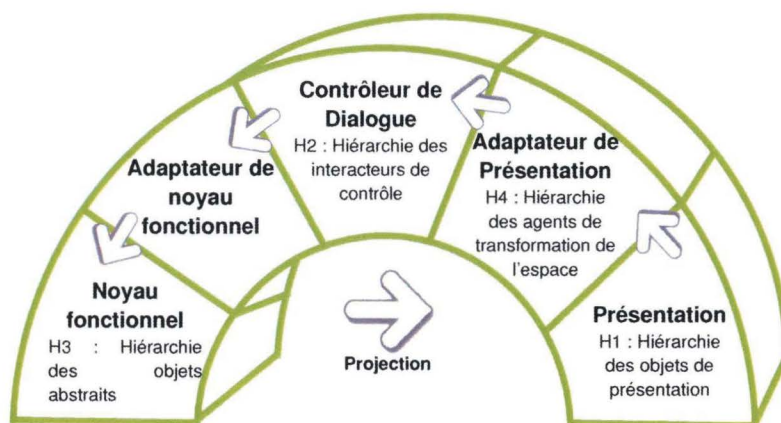 Contrôleur de
Dialogue
H2 : Hiérarchie des
interacteurs de
contrôle
Adaptateur de
noyau
fonctionnel
Adaptateur de
Présentation
H4 : Hiérarchie
des agents de
transformation de
l'espace
Noyau
fonctionnel
H3 : Hiérarchie
des objets
abstraits
Projection
Présentation
H1 : Hiérarchie
des objets de
présentation